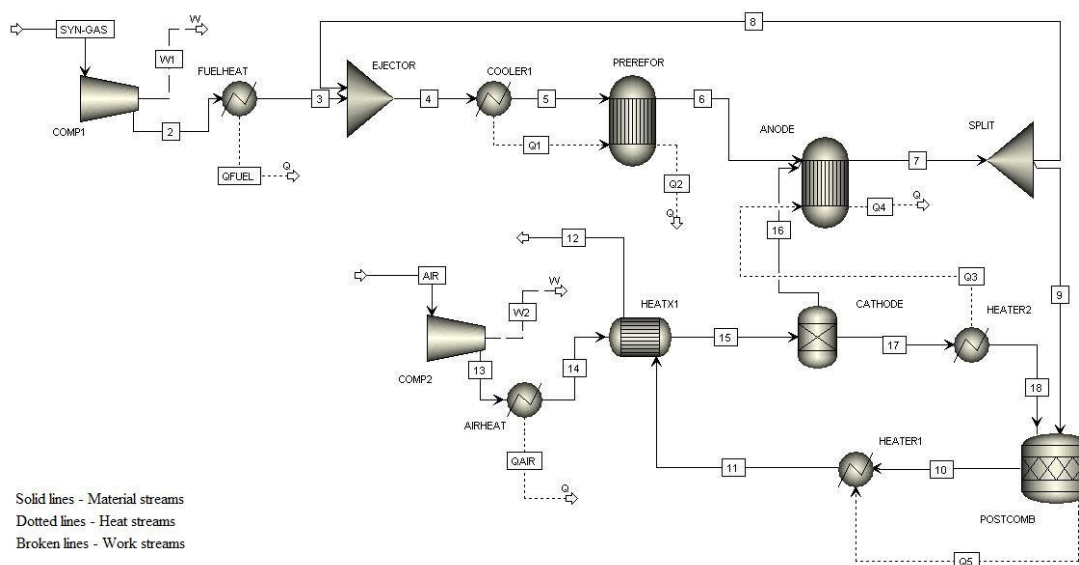 8
SYN-GAS
W
W1
FUELHEAT
EJECTOR
COOLER1
PREREFOR
3
4
5
6
ANODE
SPLIT
COMP1
2
Q1
7
QFUEL
Q
Q2
Q
Q4
Q
16
12
Q3
AIR
W
9
W2
HEATX1
CATHODE
HEATER2
15
17
13
14
COMP2
18
AIRHEAT
HEATER1
QAIR
11
10
Q
POSTCOMB
Q5
Solid lines - Material streams
Dotted lines - Heat streams
Broken lines - Work streams